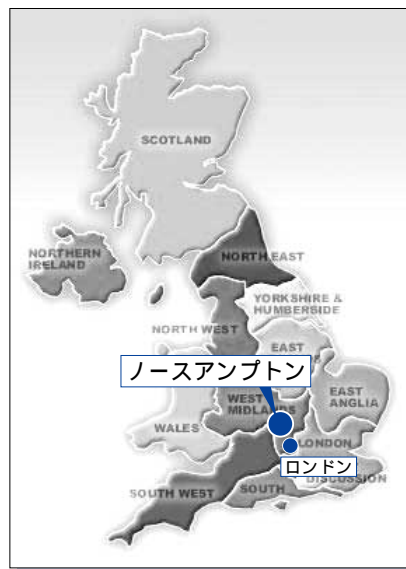 SCOTLAND
NORTHERN
IRELAND
NORTH EAST
YORKSHIRE &
HUMBERSIDE
NORTH WEST
EAST
ノースアンプトン
WEST
MIDLANDS
EAST
ANGLIA
WALES
LONDON
ロンドン
DISCUSSION
SOUTH WEST
SOUTH